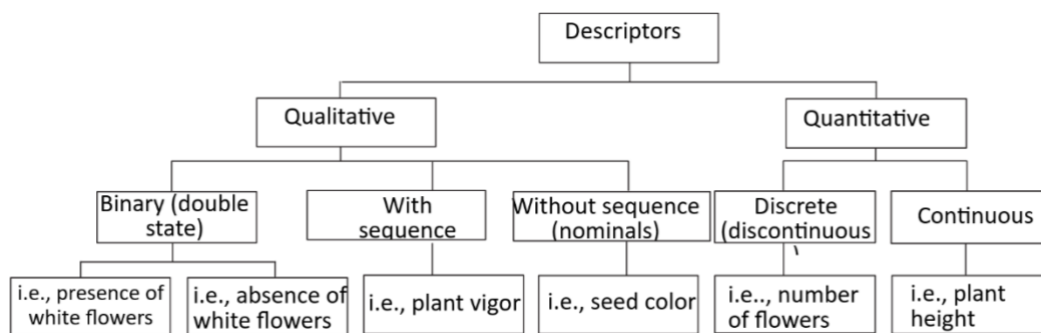 Descriptors
Qualitative
Quantitative
Binary (double
state)
With
sequence
Without sequence
(nominals)
Discrete
(discontinuous
Continuous
i.e., presence of
white flowers
i.e., absence of
white flowers
i.e., plant vigor
i.e., seed color
i.e.., number
of flowers
i.e., plant
height